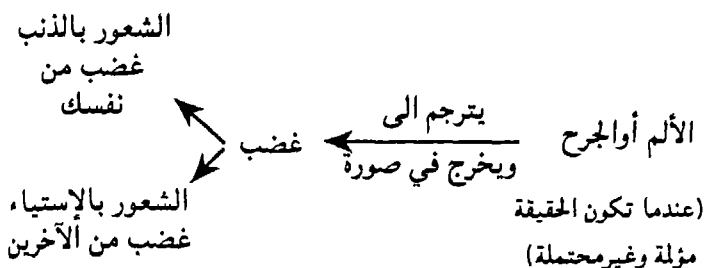 الألم أوالجرح
(عندما تكون الحقيقة
مؤلمة وغيرمحتملة)
يترجم الى
ويخرج في صورة
غضب
الشعور بالذنب
غضب من
نفسك
الشعور بالإستياء
غضب من الآخرين